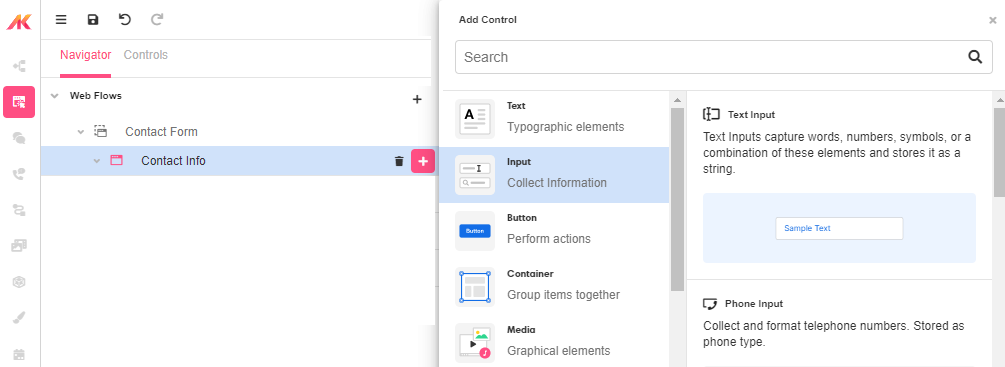 Add Control
Navigator
Controls
Search
Web Flows
Contact Form
Contact Info
Text
Typographic elements
Input
Collect Information
Button
Button
Perform actions
Container
Group items together
Media
Graphical elements
Text Input
Text Inputs capture words, numbers, symbols, or a
combination of these elements and stores it as a
string.
Sample Text
Phone Input
Collect and format telephone numbers. Stored as
phone type.